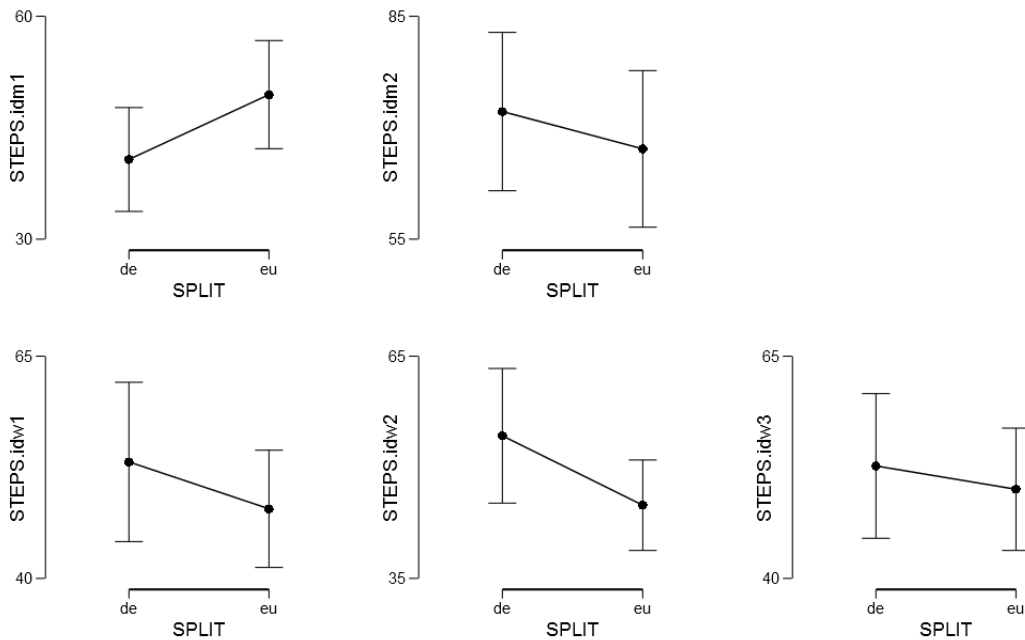 60
STEPS.idm1
30
de
eu
SPLIT
85
STEPS.idm2
55
de
eu
SPLIT
65
STEPS.idw1
40
de
eu
SPLIT
65
STEPS.idw2
35
de
eu
SPLIT
65
STEPS.idw3
40
de
eu
SPLIT